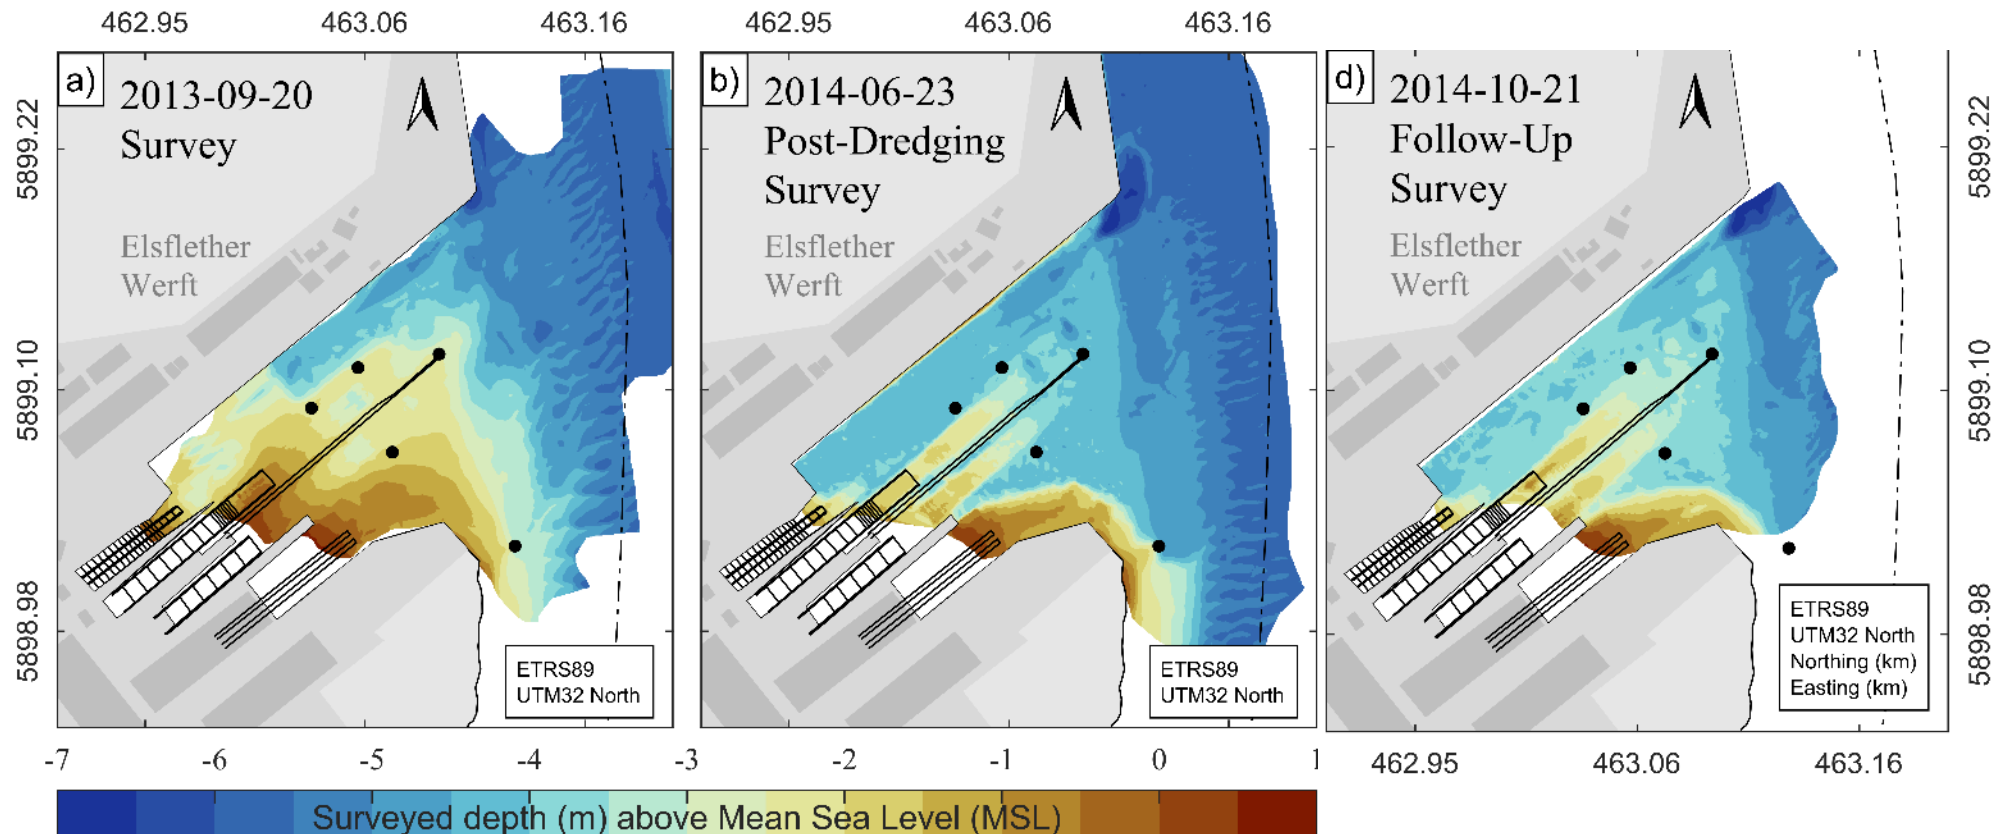 462.95 463.06 463.16 462.95 463.06 463.16
a) 2013-09-20
Survey
Elsflether
Werft
ETRS89
UTM32 North
b) 2014-06-23
Post-Dredging
Survey
Elsflether
Werft
ETRS89
UTM32 North
d) 2014-10-21
Follow-Up
Survey
Elsflether
Werft
ETRS89
UTM32 North
Northing (km)
Easting (km)
5899.22
5899.10
5898.98
5899.22
5899.10
5898.98
462.95 463.06 463.16
-7 -6 -5 -4 -3 -2 -1 0 1
Surveyed depth (m) above Mean Sea Level (MSL)